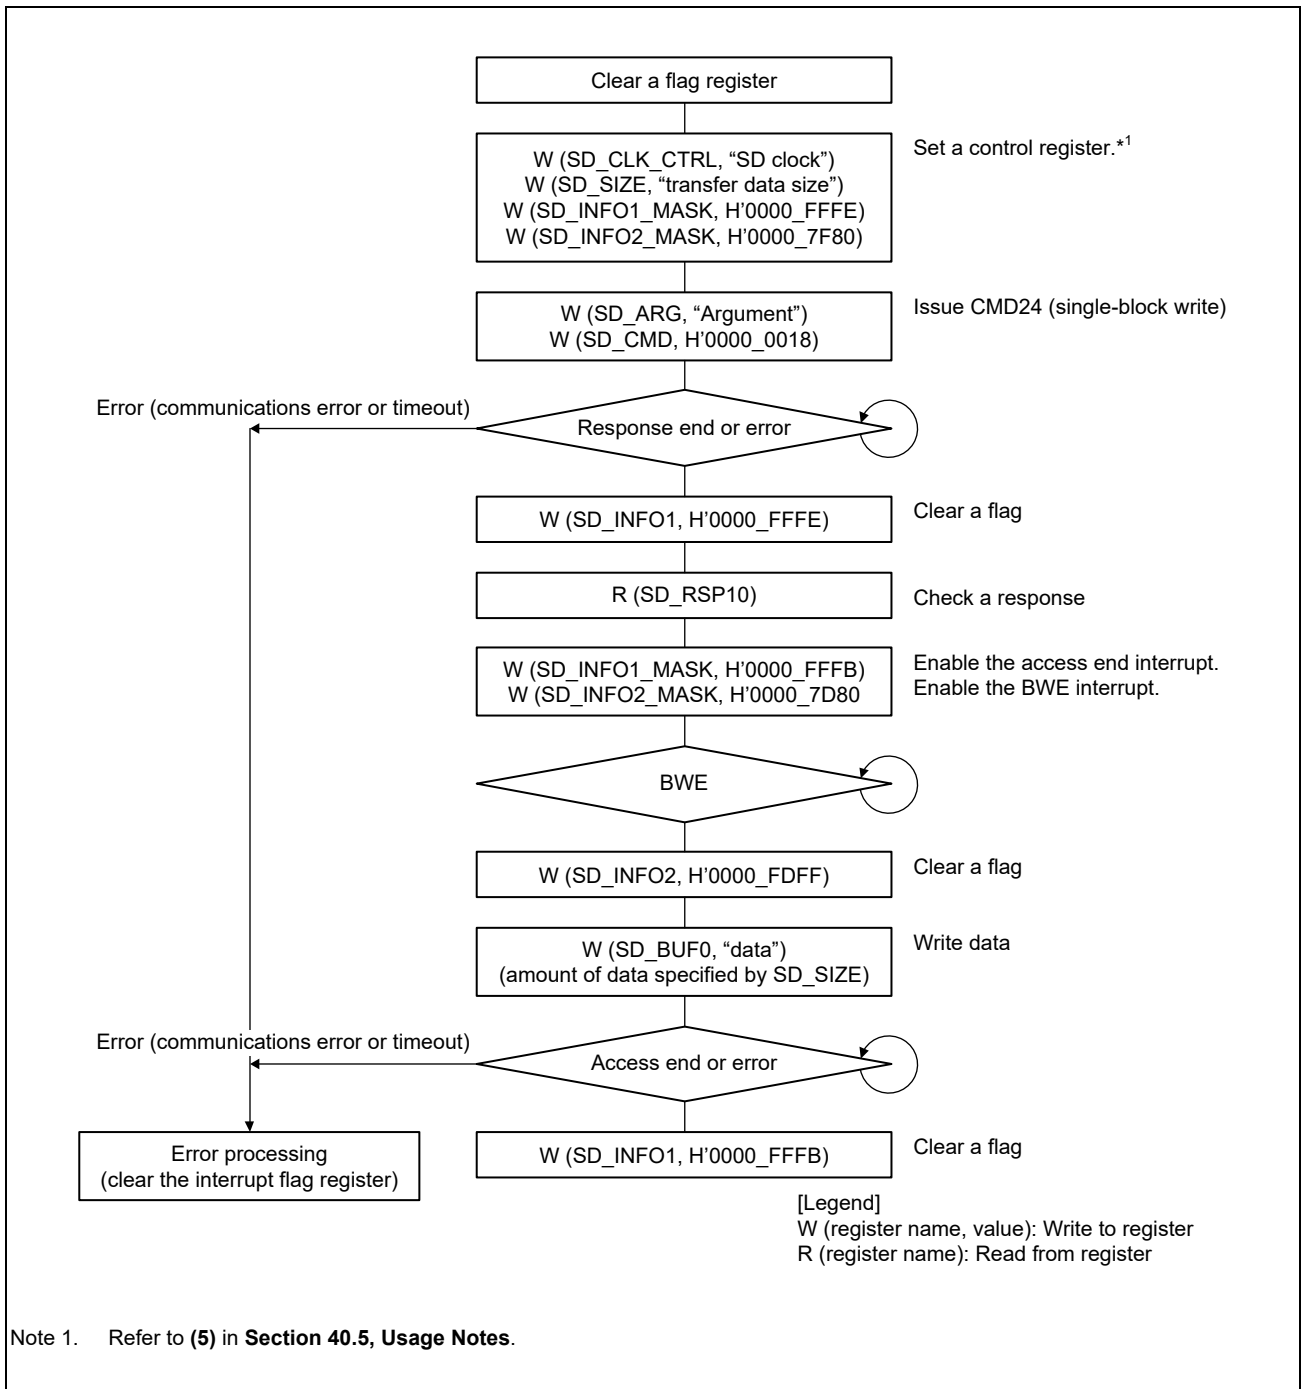 Clear a flag register
W (SD_CLK_CTRL, “SD clock”)
W (SD_SIZE, “transfer data size”)
W (SD_INFO1_MASK, H’0000_FFFE)
W (SD_INFO2_MASK, H’0000_7F80)
Set a control register.*1
W (SD_ARG, “Argument”)
W (SD_CMD, H’0000_0018)
Issue CMD24 (single-block write)
Error (communications error or timeout)
Response end or error
W (SD_INFO1, H’0000_FFFE)
Clear a flag
R (SD_RSP10)
Check a response
W (SD_INFO1_MASK, H’0000_FFFB)
W (SD_INFO2_MASK, H’0000_7D80
Enable the access end interrupt.
Enable the BWE interrupt.
BWE
W (SD_INFO2, H’0000_FDFF)
Clear a flag
W (SD_BUF0, “data”)
(amount of data specified by SD_SIZE)
Write data
Error (communications error or timeout)
Access end or error
Error processing
(clear the interrupt flag register)
W (SD_INFO1, H’0000_FFFB)
Clear a flag
[Legend]
W (register name, value): Write to register
R (register name): Read from register
Note 1. Refer to (5) in Section 40.5, Usage Notes.